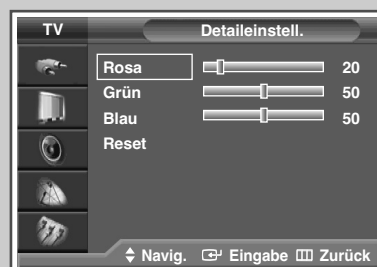 TV Detaileinstell.
Rosa 20
Grün 50
Blau 50
Reset
Navig. Eingabe Zurück